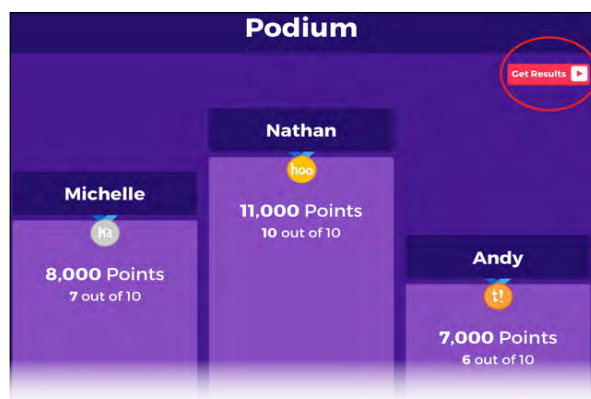 Podium
Get Results
Nathan
hoo
11,000 Points
10 out of 10
Michelle
Ka
8,000 Points
7 out of 10
Andy
t!
7,000 Points
6 out of 10